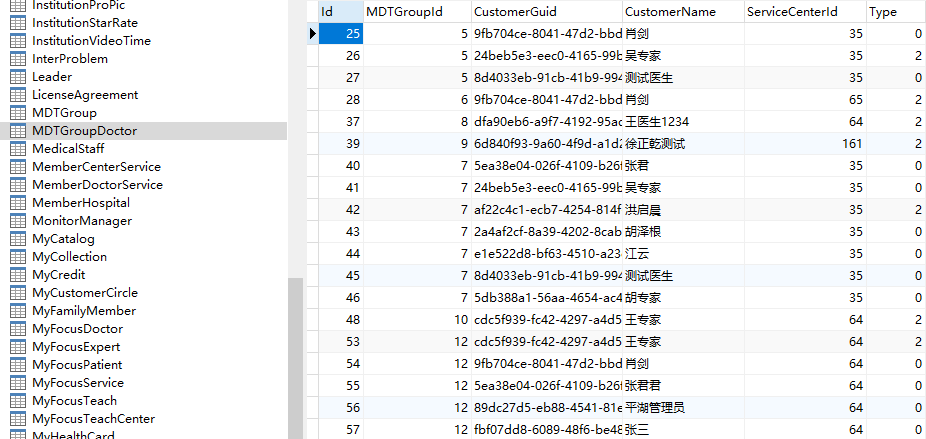 InstitutionProPic
InstitutionStarRate
InstitutionVideoTime
InterProblem
Leader
LicenseAgreement
MDTGroup
MDTGroupDoctor
MedicalStaff
MemberCenterService
MemberDoctorService
MemberHospital
MonitorManager
MyCatalog
MyCollection
MyCredit
MyCustomerCircle
MyFamilyMember
MyFocusDoctor
MyFocusExpert
MyFocusPatient
MyFocusService
MyFocusTeach
MyFocusTeachCenter
MyHealthCard
Id MDTGroupId CustomerGuid CustomerName ServiceCenterId Type
25 5 9fb704ce-8041-47d2-bbd 肖剑 35 0
26 5 24beb5e3-eec0-4165-99b 吴专家 35 2
27 5 8d4033eb-91cb-41b9-994 测试医生 35 0
28 6 9fb704ce-8041-47d2-bbd 肖剑 65 2
37 8 dfa90eb6-a9f7-4192-95ac 王医生1234 64 2
39 9 6d840f93-9a60-4f9d-a1d2 徐正乾测试 161 2
40 7 5ea38e04-026f-4109-b26 张君 35 0
41 7 24beb5e3-eec0-4165-99b 吴专家 35 0
42 7 af22c4c1-ecb7-4254-814f 洪启晨 35 2
43 7 2a4af2cf-8a39-4202-8cab 胡泽根 35 0
44 7 e1e522d8-bf63-4510-a23 江云 35 0
45 7 8d4033eb-91cb-41b9-994 测试医生 35 0
46 7 5db388a1-56aa-4654-ac4 胡专家 35 0
48 10 cdc5f939-fc42-4297-a4d5 王专家 64 2
53 12 cdc5f939-fc42-4297-a4d5 王专家 64 2
54 12 9fb704ce-8041-47d2-bbd 肖剑 64 0
55 12 5ea38e04-026f-4109-b26 张君君 64 0
56 12 89dc27d5-eb88-4541-81e 平湖管理员 64 0
57 12 fbf07dd8-6089-48f6-be48 张三 64 0